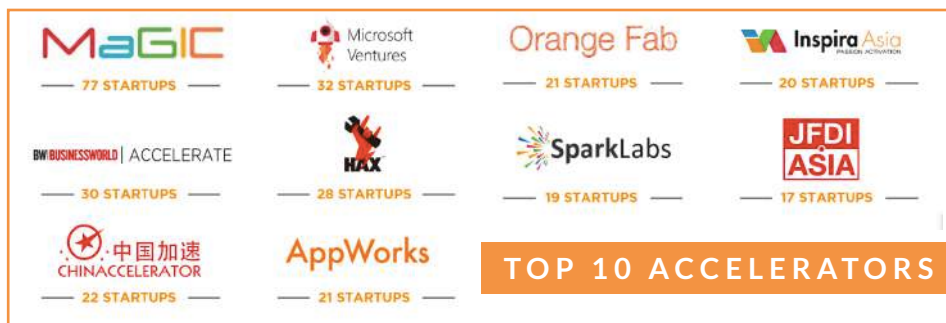 MaGIC
77 STARTUPS
Microsoft
Ventures
32 STARTUPS
Orange Fab
21 STARTUPS
Inspira Asia
PASSION ACTIVATION
20 STARTUPS
BW BUSINESSWORLD | ACCELERATE
30 STARTUPS
HAX
28 STARTUPS
SparkLabs
19 STARTUPS
JFDI
ASIA
17 STARTUPS
中国加速
CHINACCELERATOR
22 STARTUPS
AppWorks
21 STARTUPS
TOP 10 ACCELERATORS